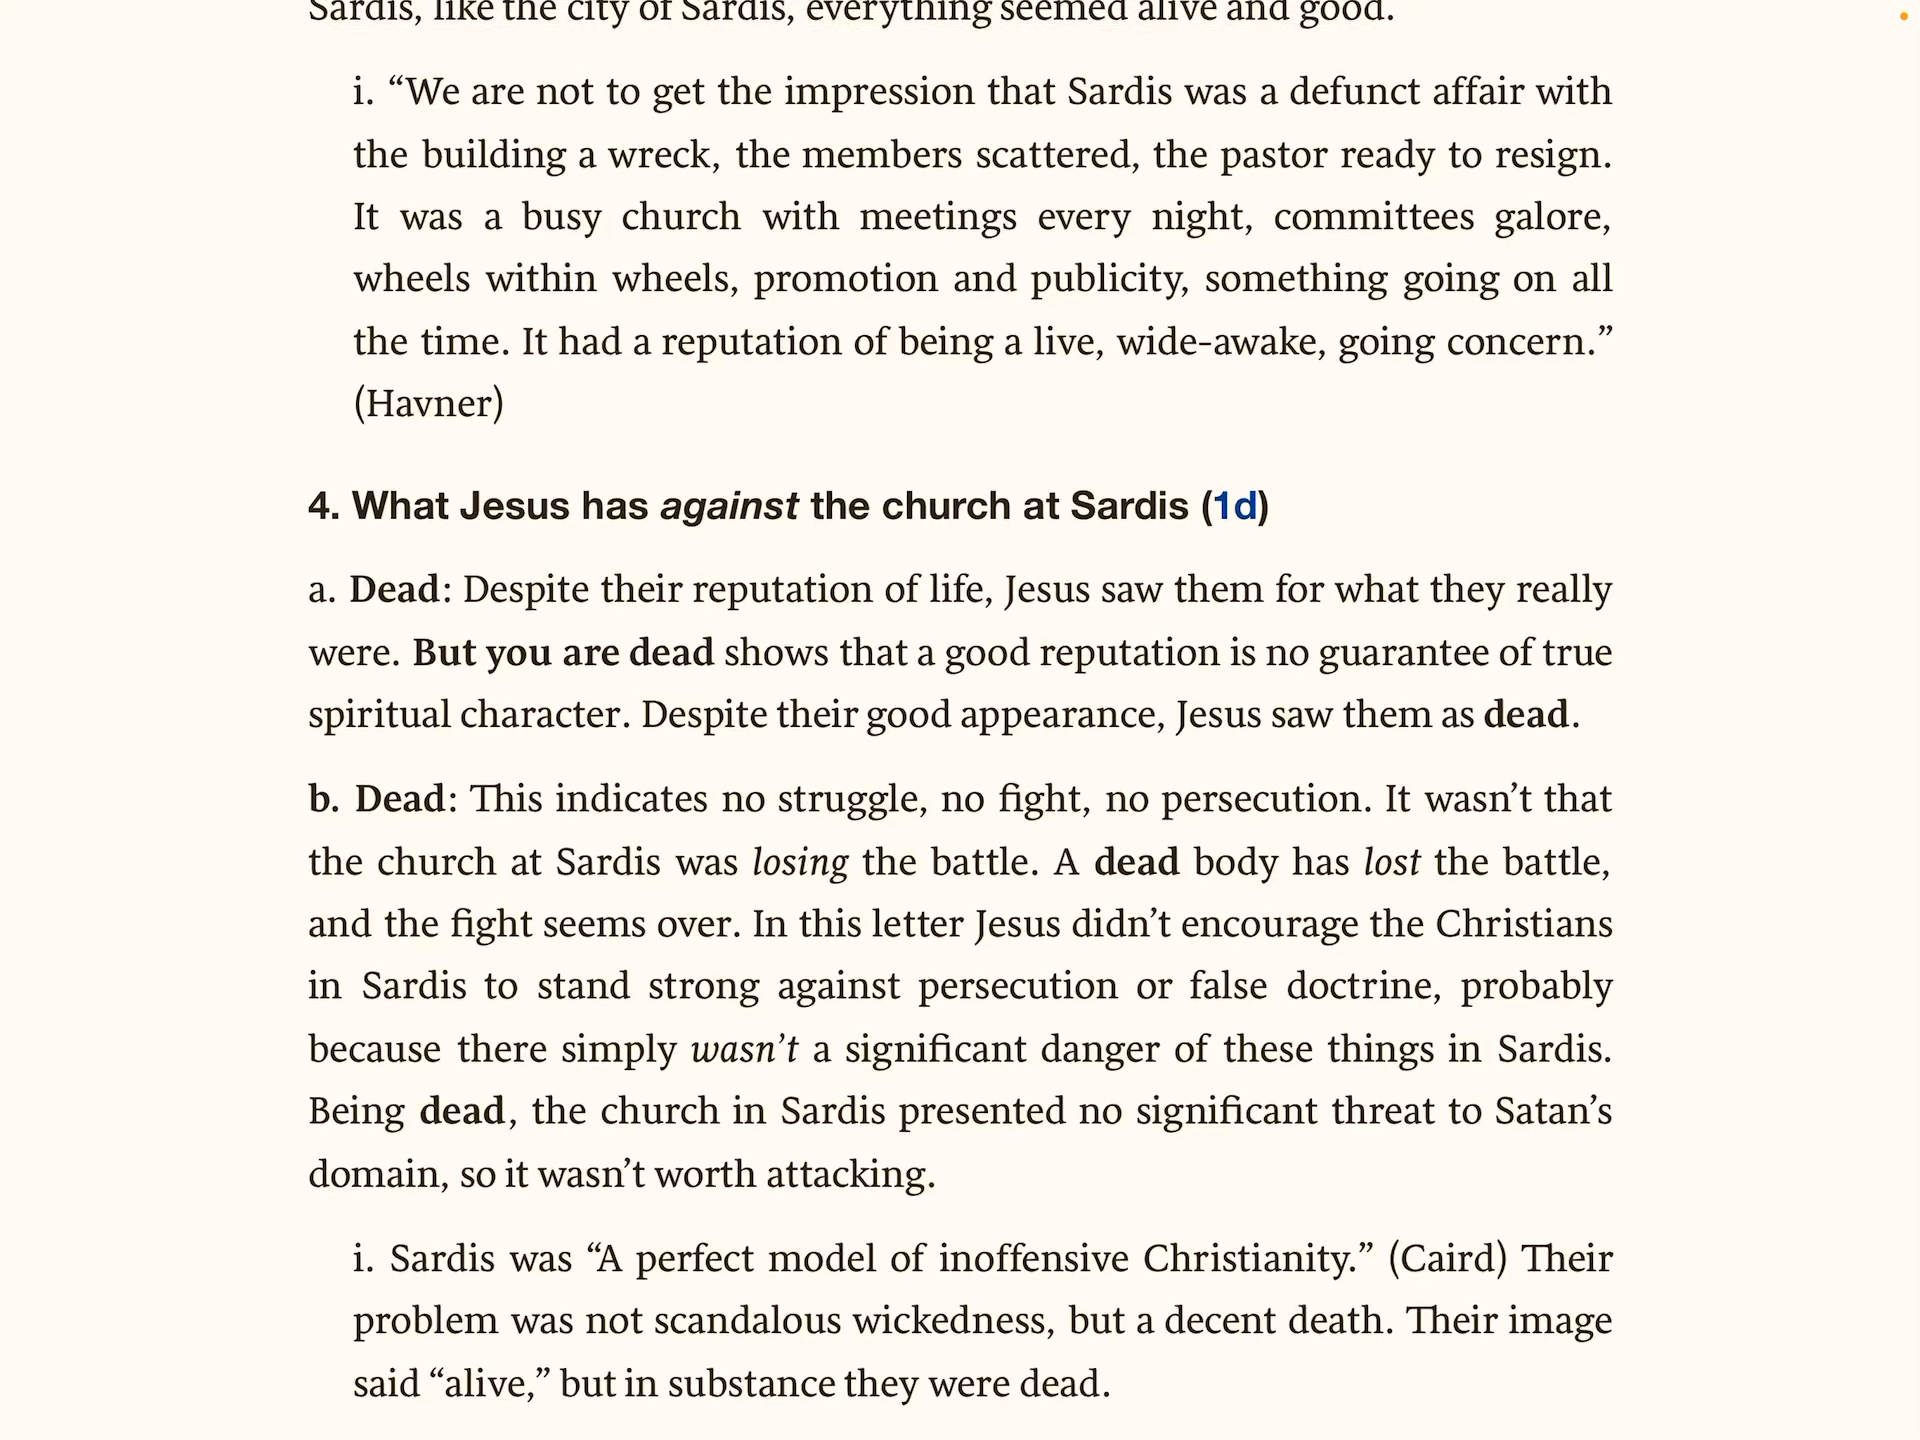 Sardis, like the city of Sardis, everything seemed alive and good.
i. “We are not to get the impression that Sardis was a defunct affair with
the building a wreck, the members scattered, the pastor ready to resign.
It was a busy church with meetings every night, committees galore,
wheels within wheels, promotion and publicity, something going on all
the time. It had a reputation of being a live, wide-awake, going concern.”
(Havner)
4. What Jesus has against the church at Sardis (1d)
a. Dead: Despite their reputation of life, Jesus saw them for what they really
were. But you are dead shows that a good reputation is no guarantee of true
spiritual character. Despite their good appearance, Jesus saw them as dead.
b. Dead: This indicates no struggle, no fight, no persecution. It wasn’t that
the church at Sardis was losing the battle. A dead body has lost the battle,
and the fight seems over. In this letter Jesus didn’t encourage the Christians
in Sardis to stand strong against persecution or false doctrine, probably
because there simply wasn’t a significant danger of these things in Sardis.
Being dead, the church in Sardis presented no significant threat to Satan’s
domain, so it wasn’t worth attacking.
i. Sardis was “A perfect model of inoffensive Christianity.” (Caird) Their
problem was not scandalous wickedness, but a decent death. Their image
said “alive,” but in substance they were dead.